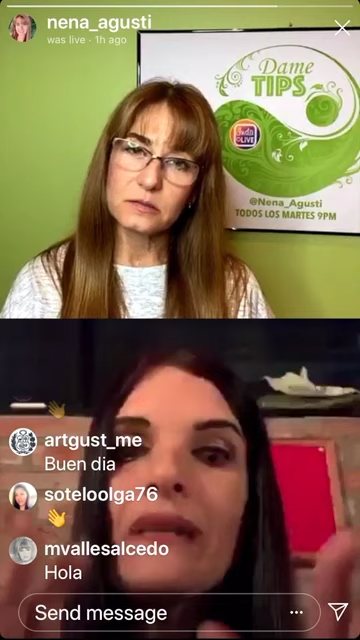 nena_agusti
was live · 1h ago
Dame
TIPS
Insta
LIVE
@Nena_Agusti
TODOS LOS MARTES 9PM
artgust_me
Buen dia
soteloolga76
👋
mvallesalcedo
Hola
Send message